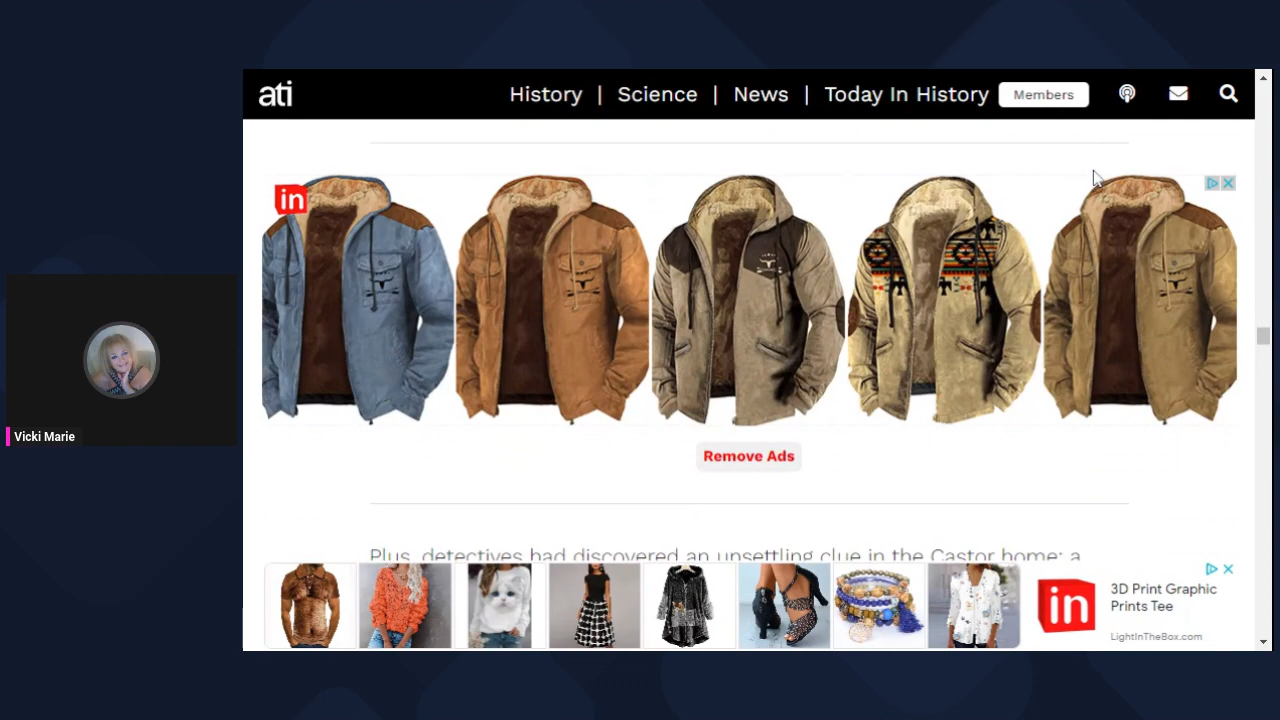 ati
History | Science | News | Today In History
Members
in
Remove Ads
Plus, detectives had discovered an unsettling clue in the Castor home: a
in
3D Print Graphic
Prints Tee
LightInTheBox.com
Vicki Marie